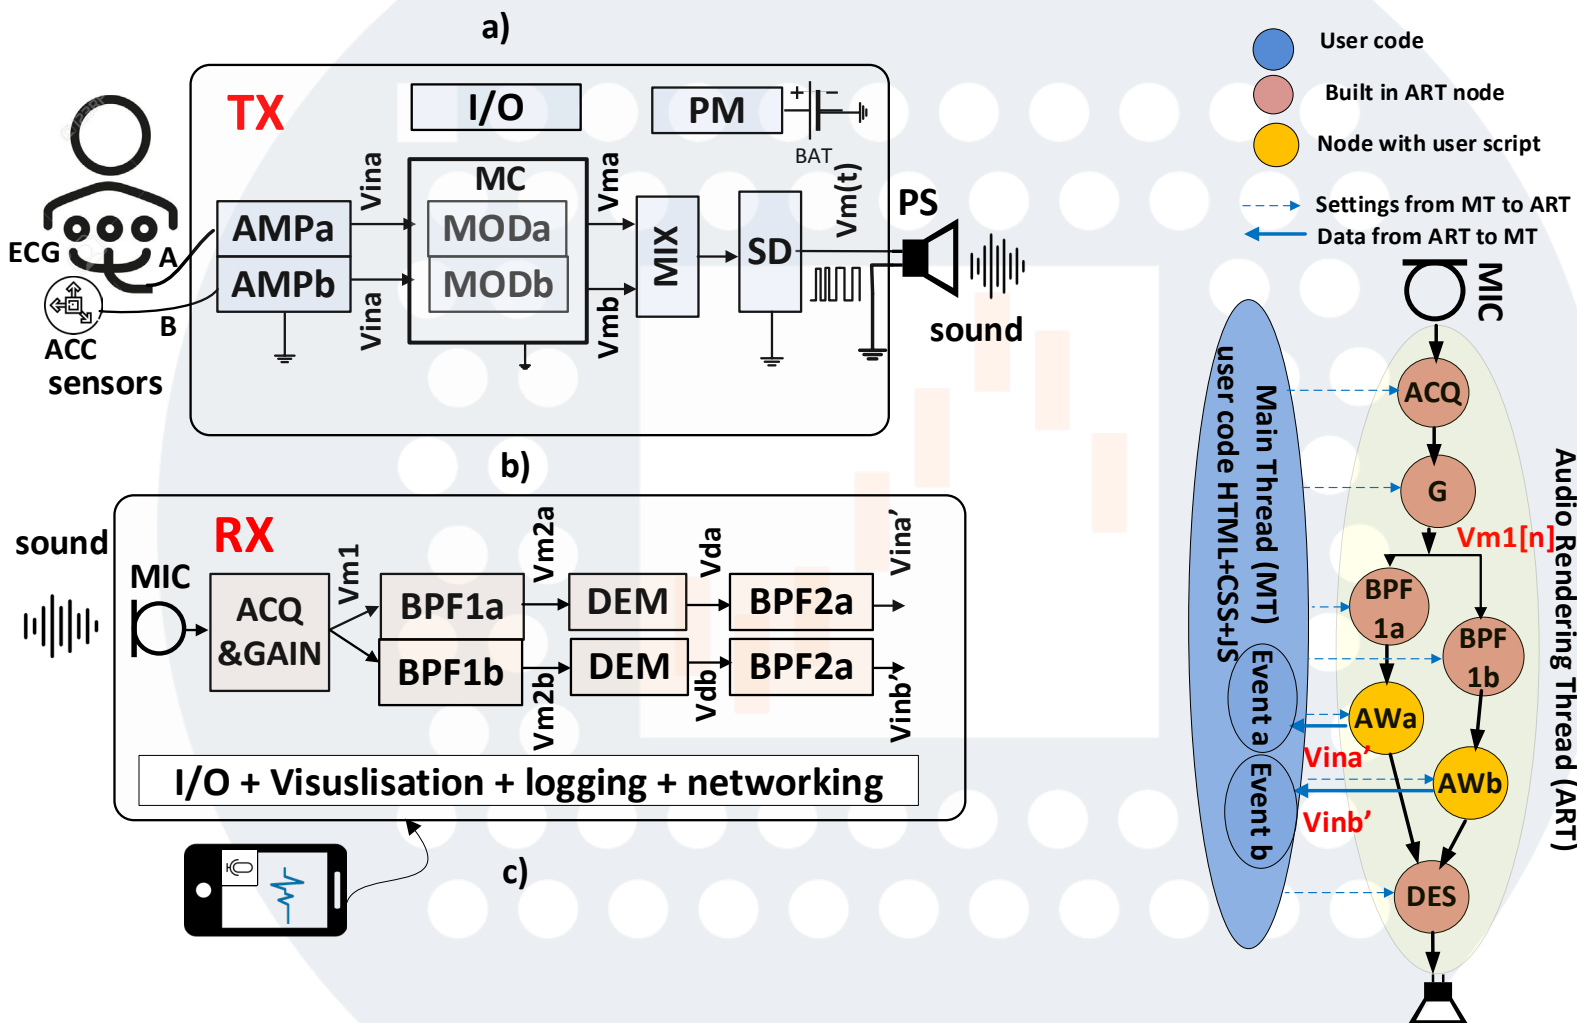 a)
TX
I/O
PM
+ −
BAT
ECG
A
B
ACC
sensors
AMPa
AMPb
Vina
Vina
MC
MODa
MODb
Vma
Vmb
MIX
SD
Vm(t)
PS
sound
b)
sound
RX
MIC
ACQ
&GAIN
Vm1
BPF1a
BPF1b
Vm2a
Vm2b
DEM
DEM
Vda
Vdb
BPF2a
BPF2a
Vina’
Vinb’
I/O + Visuslisation + logging + networking
c)
User code
Built in ART node
Node with user script
Settings from MT to ART
Data from ART to MT
MIC
Main Thread (MT)
user code HTML+CSS+JS
Event a
Event b
ACQ
G
Vm1[n]
BPF
1a
BPF
1b
AWa
Vina’
AWb
Vinb’
DES
Audio Rendering Thread (ART)